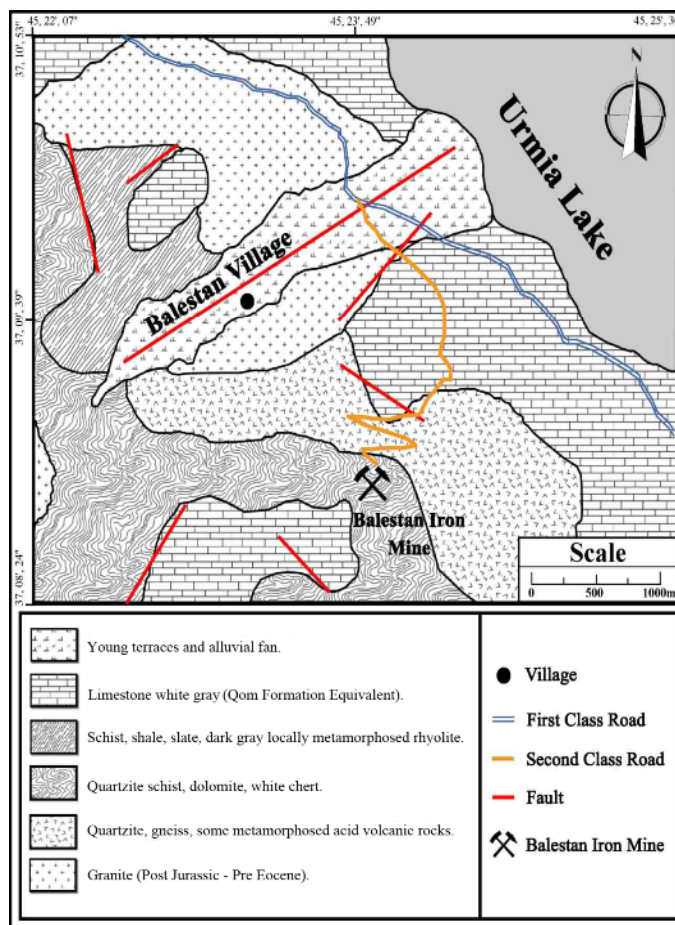 45, 22', 07"
45, 23', 49"
45, 25', 3
37, 10', 53"
37, 09', 39"
37, 08', 24"
N
Urmia Lake
Balestan Village
Balestan Iron
Mine
Scale
0 500 1000m
Young terraces and alluvial fan.
Limestone white gray (Qom Formation Equivalent).
Schist, shale, slate, dark gray locally metamorphosed rhyolite.
Quartzite schist, dolomite, white chert.
Quartzite, gneiss, some metamorphosed acid volcanic rocks.
Granite (Post Jurassic - Pre Eocene).
Village
First Class Road
Second Class Road
Fault
Balestan Iron Mine